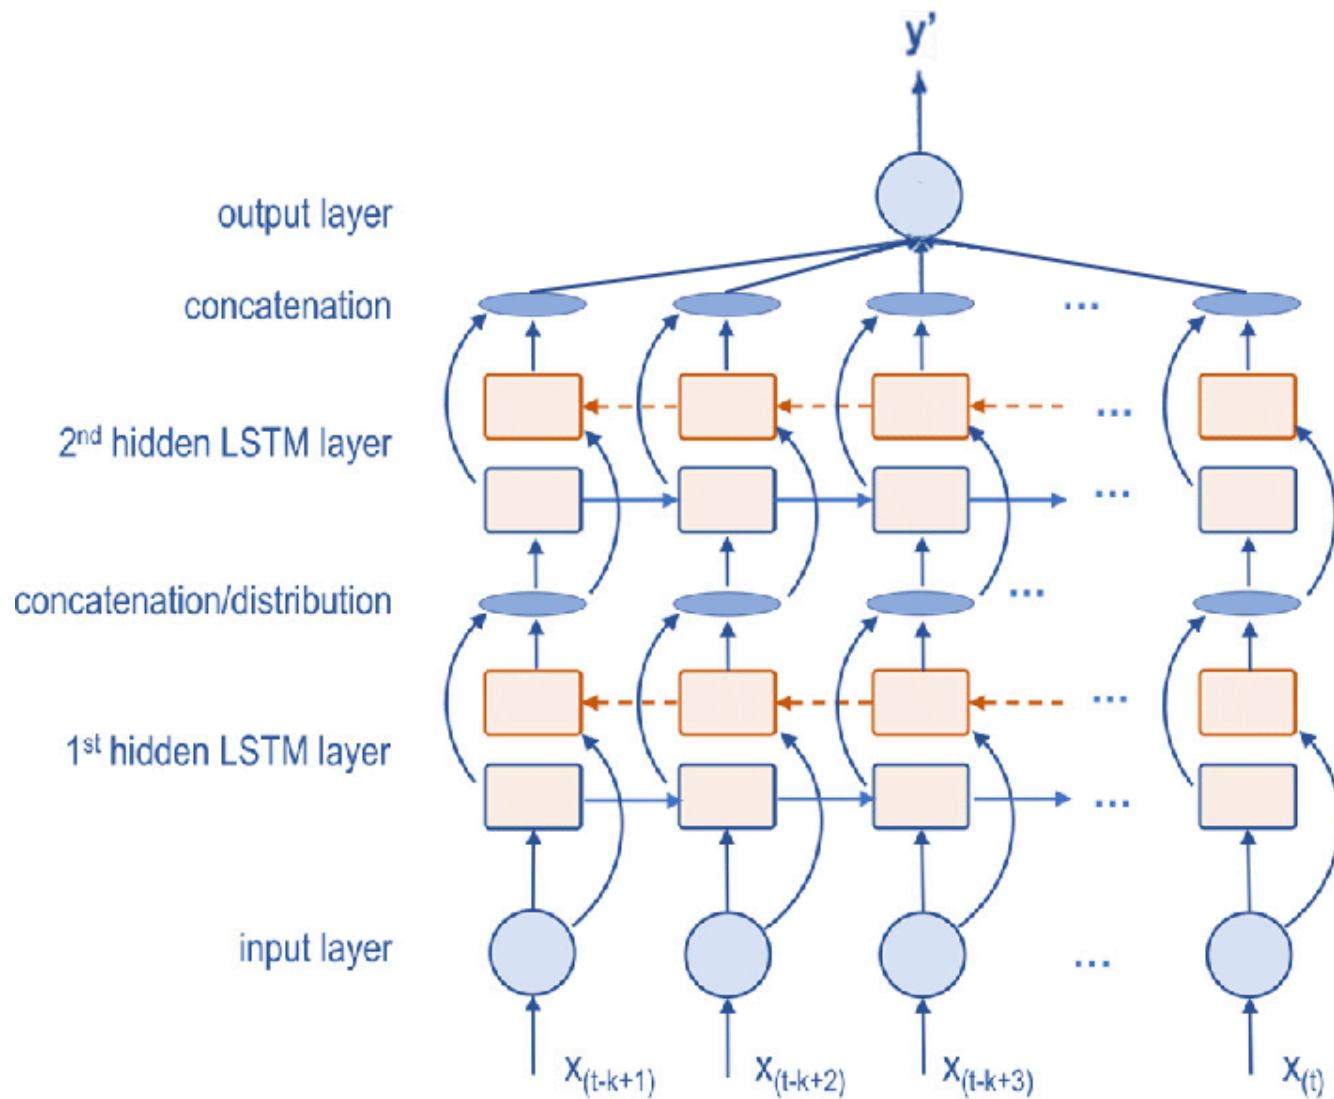 y’
output layer
concatenation
...
2nd hidden LSTM layer
...
...
concatenation/distribution
...
1st hidden LSTM layer
...
...
input layer
...
x(t-k+1)
x(t-k+2)
x(t-k+3)
x(t)